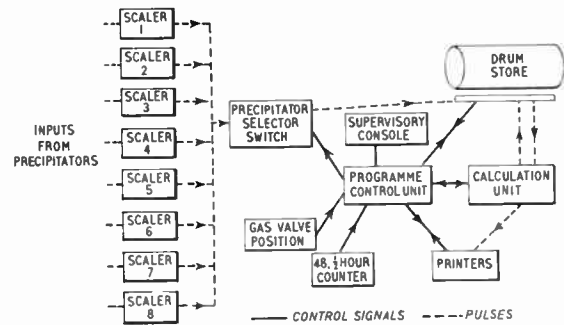 SCALER
1
SCALER
2
SCALER
3
SCALER
4
SCALER
5
SCALER
6
SCALER
7
SCALER
8
INPUTS
FROM
PRECIPITATORS
PRECIPITATOR
SELECTOR
SWITCH
SUPERVISORY
CONSOLE
DRUM
STORE
PROGRAMME
CONTROL UNIT
CALCULATION
UNIT
GAS VALVE
POSITION
48, ½ HOUR
COUNTER
PRINTERS
CONTROL SIGNALS
PULSES